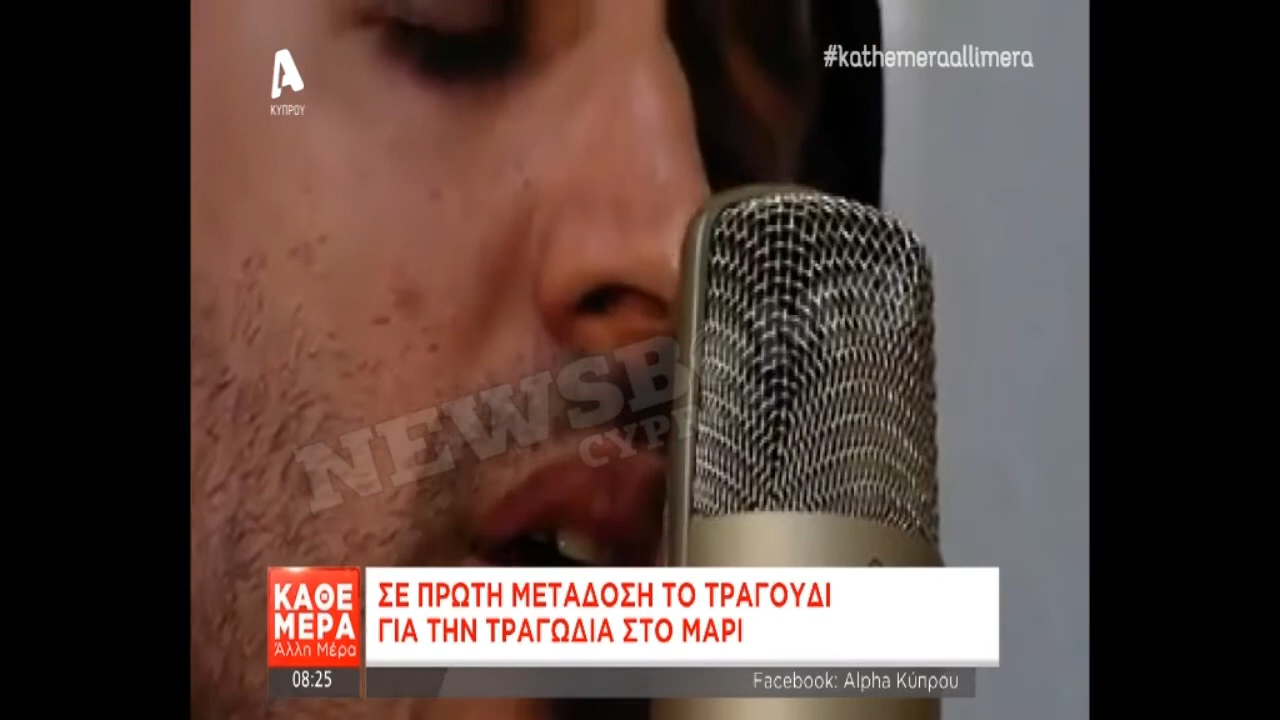 #kathemeraallimera
A
ΚΥΠΡΟΥ
NEWSB
CYP
ΣΕ ΠΡΩΤΗ ΜΕΤΑΔΟΣΗ ΤΟ ΤΡΑΓΟΥΔΙ
ΓΙΑ ΤΗΝ ΤΡΑΓΩΔΙΑ ΣΤΟ ΜΑΡΙ
ΚΑΘΕ
ΜΕΡΑ
Άλλη Μέρα
08:25
Facebook: Alpha Κύπρου